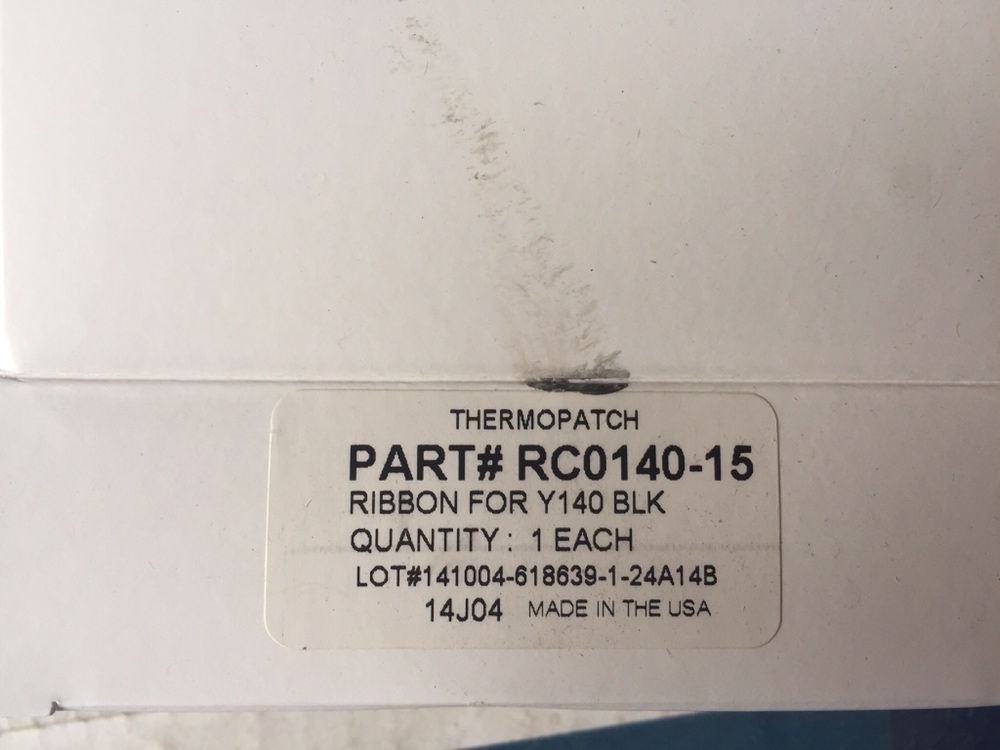 THERMOPATCH
PART# RC0140-15
RIBBON FOR Y140 BLK
QUANTITY : 1 EACH
LOT#141004-618639-1-24A14B
14J04 MADE IN THE USA